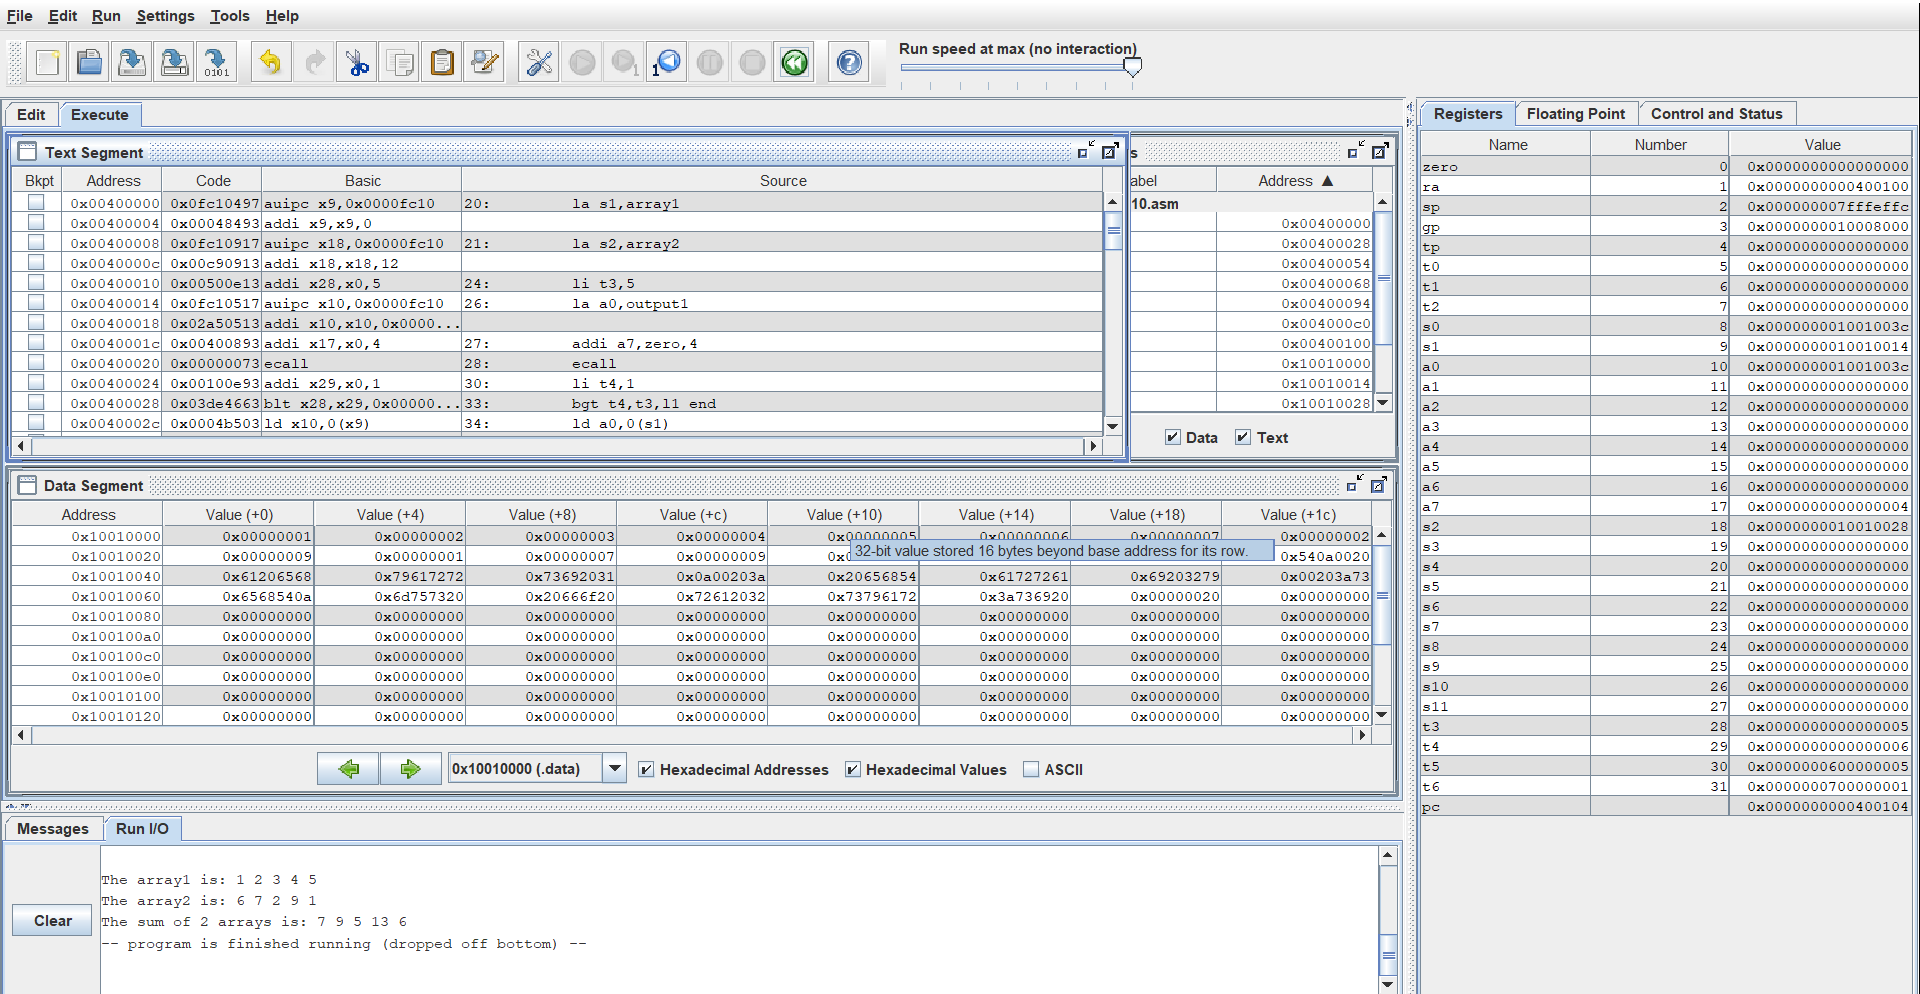 File Edit Run Settings Tools Help
Run speed at max (no interaction)
0101
1
1
Edit Execute
Text Segment
Bkpt Address Code Basic Source
0x00400000 0x0fc10497 auipc x9,0x0000fc10 20: la s1,array1
0x00400004 0x00048493 addi x9,x9,0
0x00400008 0x0fc10917 auipc x18,0x0000fc10 21: la s2,array2
0x0040000c 0x00c90913 addi x18,x18,12
0x00400010 0x00500e13 addi x28,x0,5 24: li t3,5
0x00400014 0x0fc10517 auipc x10,0x0000fc10 26: la a0,output1
0x00400018 0x02a50513 addi x10,x10,0x0000...
0x0040001c 0x00400893 addi x17,x0,4 27: addi a7,zero,4
0x00400020 0x00000073 ecall 28: ecall
0x00400024 0x00100e93 addi x29,x0,1 30: li t4,1
0x00400028 0x03de4663 blt x28,x29,0x00000... 33: bgt t4,t3,l1 end
0x0040002c 0x0004b503 ld x10,0(x9) 34: ld a0,0(s1)
s
abel Address ▲
10.asm
0x00400000
0x00400028
0x00400054
0x00400068
0x00400094
0x004000c0
0x00400100
0x10010000
0x10010014
0x10010028
Data Text
Data Segment
Address Value (+0) Value (+4) Value (+8) Value (+c) Value (+10) Value (+14) Value (+18) Value (+1c)
0x10010000 0x00000001 0x00000002 0x00000003 0x00000004 0x00000005 0x00000006 0x00000007 0x00000002
32-bit value stored 16 bytes beyond base address for its row.
0x10010020 0x00000009 0x00000001 0x00000007 0x00000009 0x540a0020
0x10010040 0x61206568 0x79617272 0x73692031 0x0a00203a 0x20656854 0x61727261 0x69203279 0x00203a73
0x10010060 0x6568540a 0x6d757320 0x20666f20 0x72612032 0x73796172 0x3a736920 0x00000020 0x00000000
0x10010080 0x00000000 0x00000000 0x00000000 0x00000000 0x00000000 0x00000000 0x00000000 0x00000000
0x100100a0 0x00000000 0x00000000 0x00000000 0x00000000 0x00000000 0x00000000 0x00000000 0x00000000
0x100100c0 0x00000000 0x00000000 0x00000000 0x00000000 0x00000000 0x00000000 0x00000000 0x00000000
0x100100e0 0x00000000 0x00000000 0x00000000 0x00000000 0x00000000 0x00000000 0x00000000 0x00000000
0x10010100 0x00000000 0x00000000 0x00000000 0x00000000 0x00000000 0x00000000 0x00000000 0x00000000
0x10010120 0x00000000 0x00000000 0x00000000 0x00000000 0x00000000 0x00000000 0x00000000 0x00000000
0x10010000 (.data) Hexadecimal Addresses Hexadecimal Values ASCII
Messages Run I/O
Clear
The array1 is: 1 2 3 4 5
The array2 is: 6 7 2 9 1
The sum of 2 arrays is: 7 9 5 13 6
-- program is finished running (dropped off bottom) --
Registers Floating Point Control and Status
Name Number Value
zero 0 0x0000000000000000
ra 1 0x0000000000400100
sp 2 0x000000007fffeffc
gp 3 0x0000000010008000
tp 4 0x0000000000000000
t0 5 0x0000000000000000
t1 6 0x0000000000000000
t2 7 0x0000000000000000
s0 8 0x000000001001003c
s1 9 0x0000000010010014
a0 10 0x000000001001003c
a1 11 0x0000000000000000
a2 12 0x0000000000000000
a3 13 0x0000000000000000
a4 14 0x0000000000000000
a5 15 0x0000000000000000
a6 16 0x0000000000000000
a7 17 0x0000000000000004
s2 18 0x0000000010010028
s3 19 0x0000000000000000
s4 20 0x0000000000000000
s5 21 0x0000000000000000
s6 22 0x0000000000000000
s7 23 0x0000000000000000
s8 24 0x0000000000000000
s9 25 0x0000000000000000
s10 26 0x0000000000000000
s11 27 0x0000000000000000
t3 28 0x0000000000000005
t4 29 0x0000000000000006
t5 30 0x0000000600000005
t6 31 0x0000000700000001
pc 0x0000000000400104